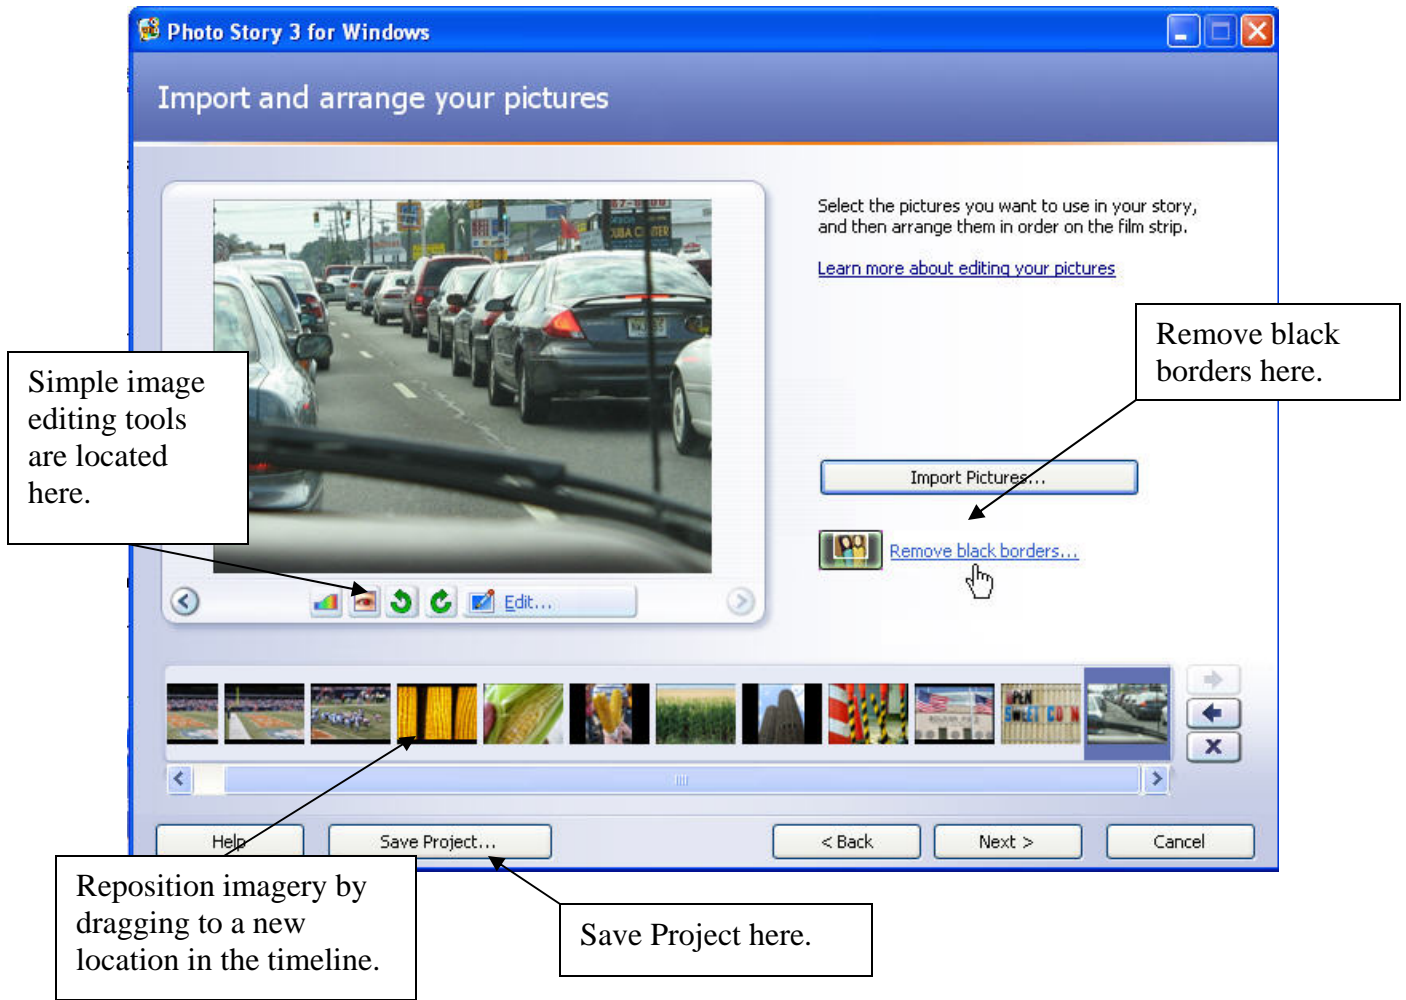 Photo Story 3 for Windows
Import and arrange your pictures
Select the pictures you want to use in your story,
and then arrange them in order on the film strip.
Learn more about editing your pictures
Remove black
borders here.
Simple image
editing tools
are located
here.
Import Pictures...
Remove black borders...
Edit...
SWEET CORN
Help
Save Project...
< Back
Next >
Cancel
Reposition imagery by
dragging to a new
location in the timeline.
Save Project here.